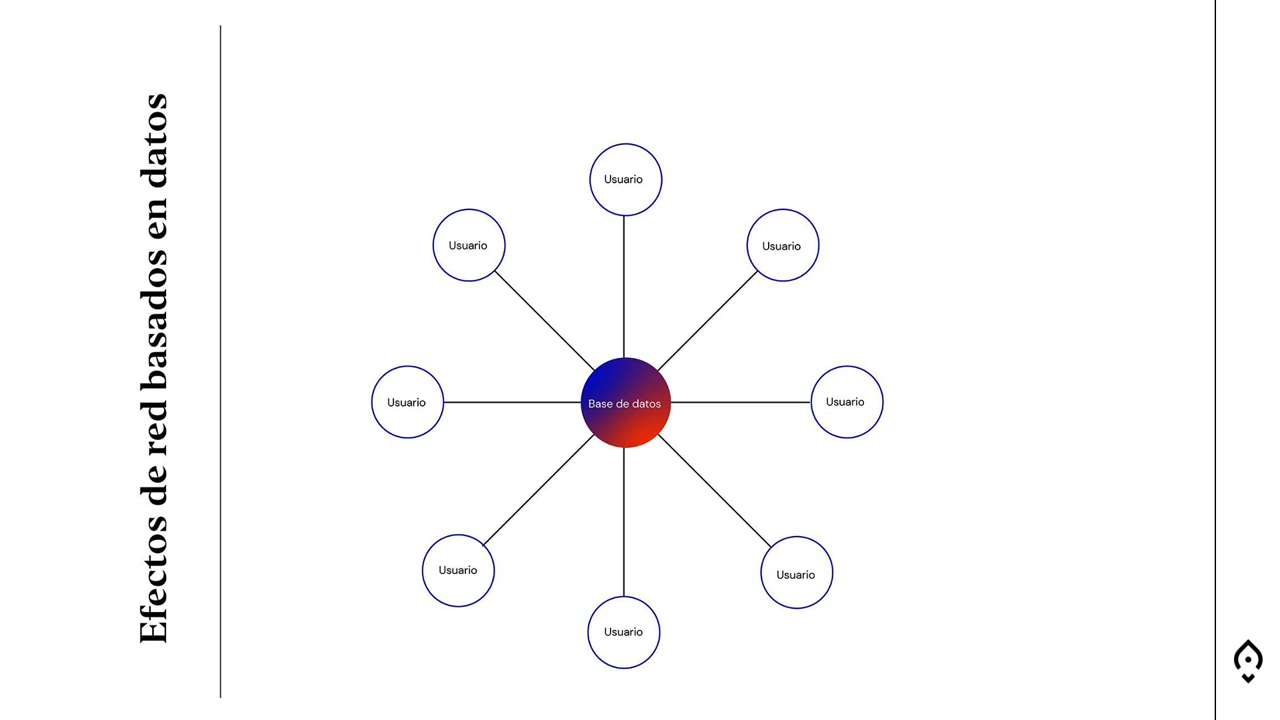 Efectos de red basados en datos
Usuario
Usuario
Usuario
Usuario
Base de datos
Usuario
Usuario
Usuario
Usuario